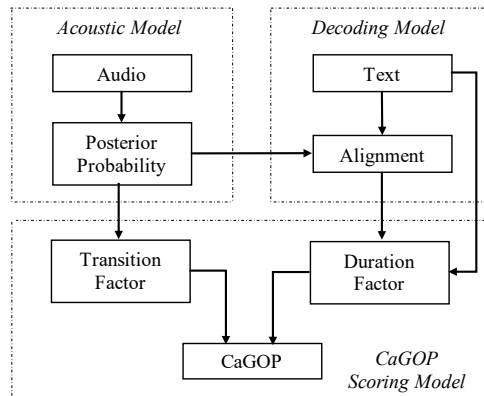 Acoustic Model
Decoding Model
Audio
Text
Posterior
Probability
Alignment
Transition
Factor
Duration
Factor
CaGOP
CaGOP
Scoring Model